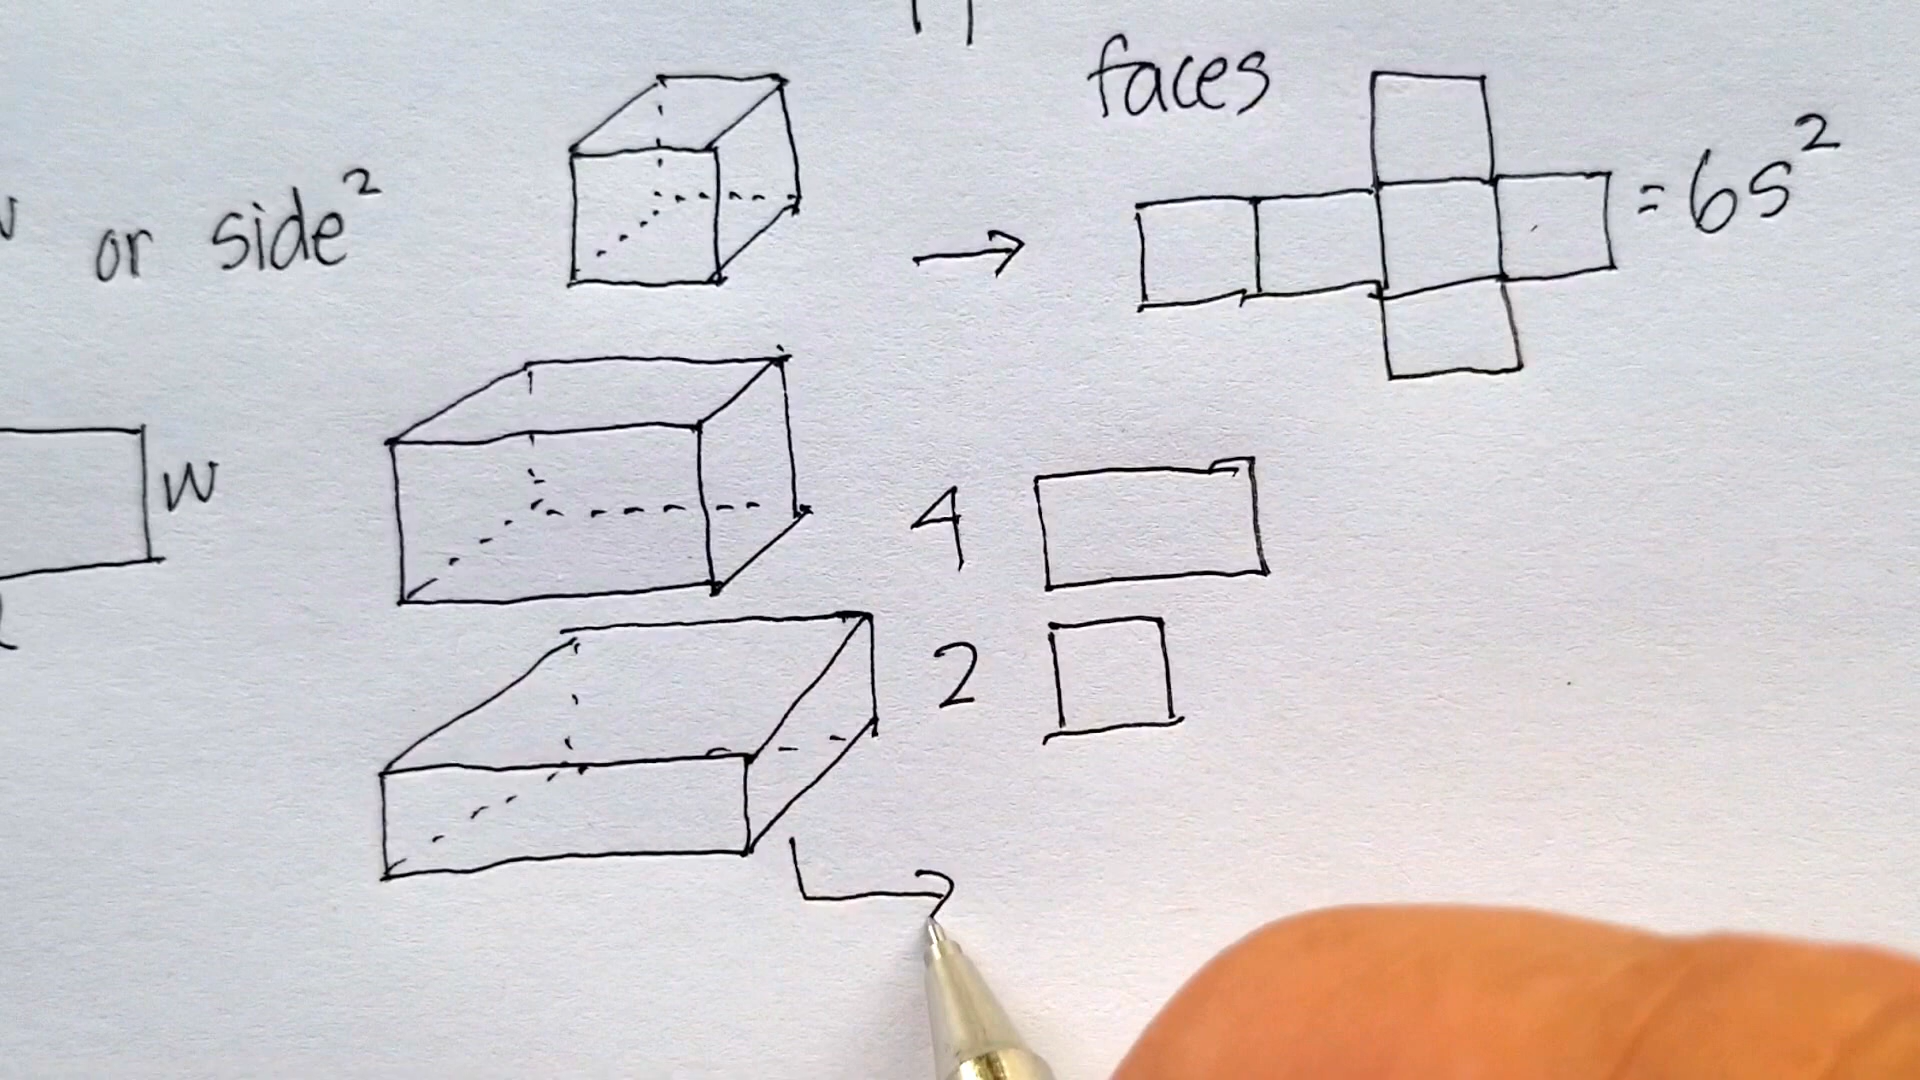 faces
or side²
= 6s²
w
4
2